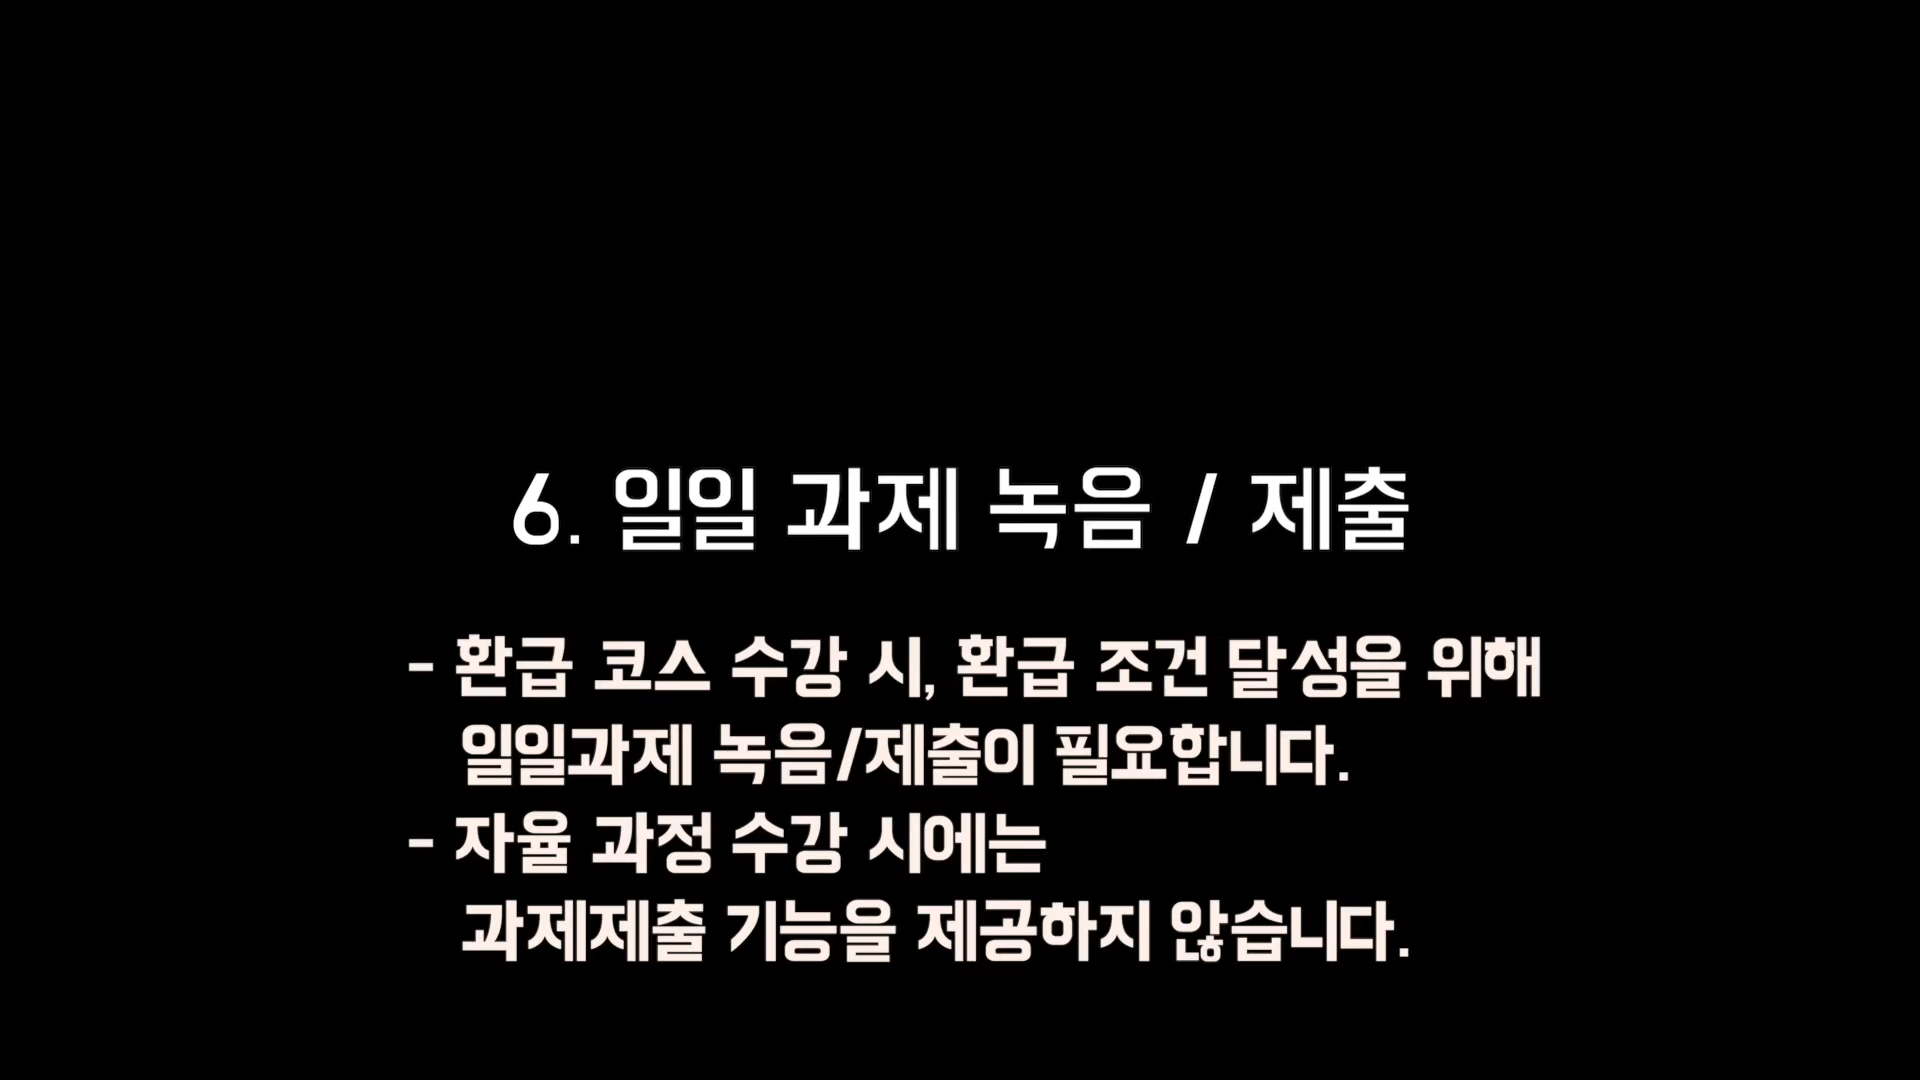 6. 일일 과제 녹음 / 제출
- 환급 코스 수강 시, 환급 조건 달성을 위해
일일과제 녹음/제출이 필요합니다.
- 자율 과정 수강 시에는
과제제출 기능을 제공하지 않습니다.